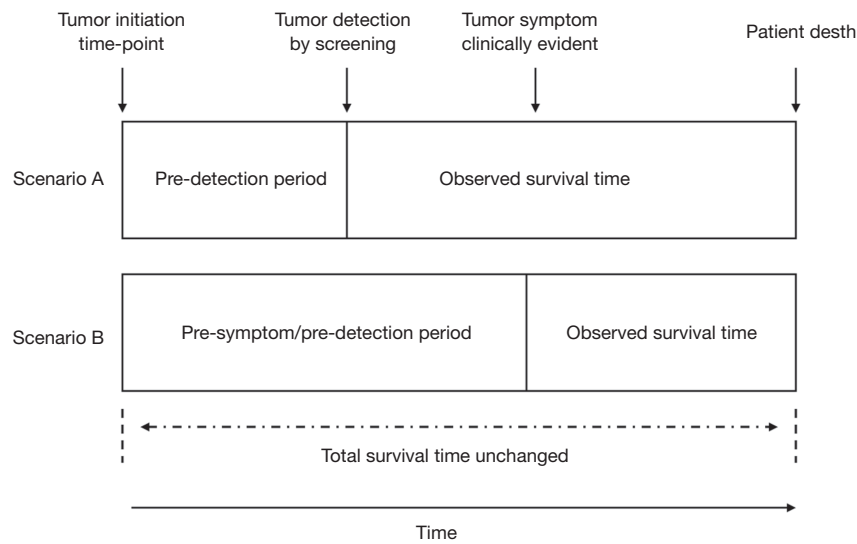 Tumor initiation
time-point
Tumor detection
by screening
Tumor symptom
clinically evident
Patient desth
Scenario A
Pre-detection period
Observed survival time
Scenario B
Pre-symptom/pre-detection period
Observed survival time
Total survival time unchanged
Time